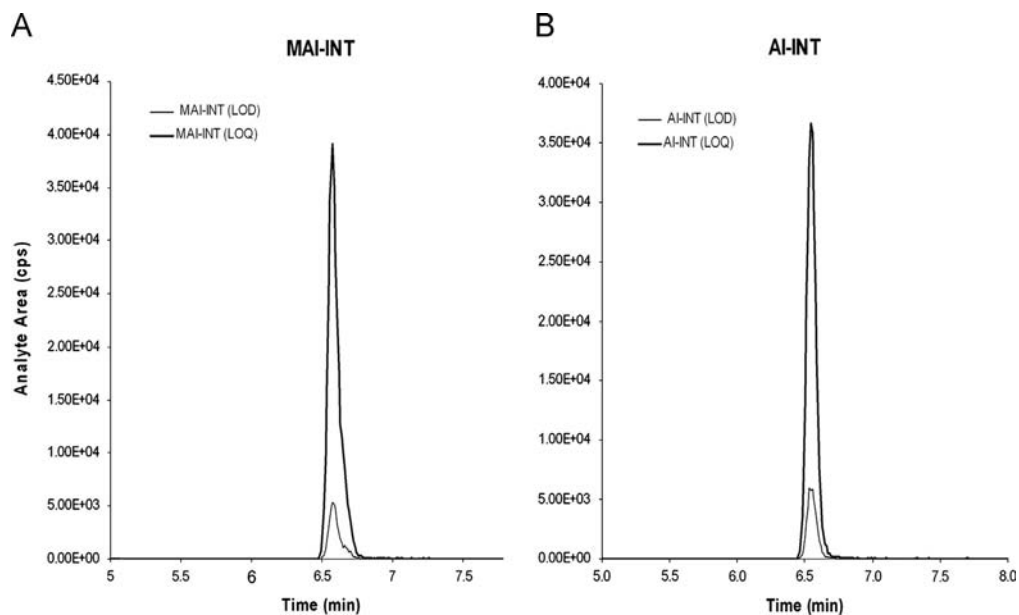 A
MAI-INT
4.50E+04
4.00E+04
3.50E+04
3.00E+04
2.50E+04
2.00E+04
1.50E+04
1.00E+04
5.00E+03
0.00E+00
MAI-INT (LOD)
MAI-INT (LOQ)
Analyte Area (cps)
5 5.5 6 6.5 7 7.5
Time (min)
B
AI-INT
4.00E+04
3.50E+04
3.00E+04
2.50E+04
2.00E+04
1.50E+04
1.00E+04
5.00E+03
0.00E+00
AI-INT (LOD)
AI-INT (LOQ)
5.0 5.5 6.0 6.5 7.0 7.5 8.0
Time (min)